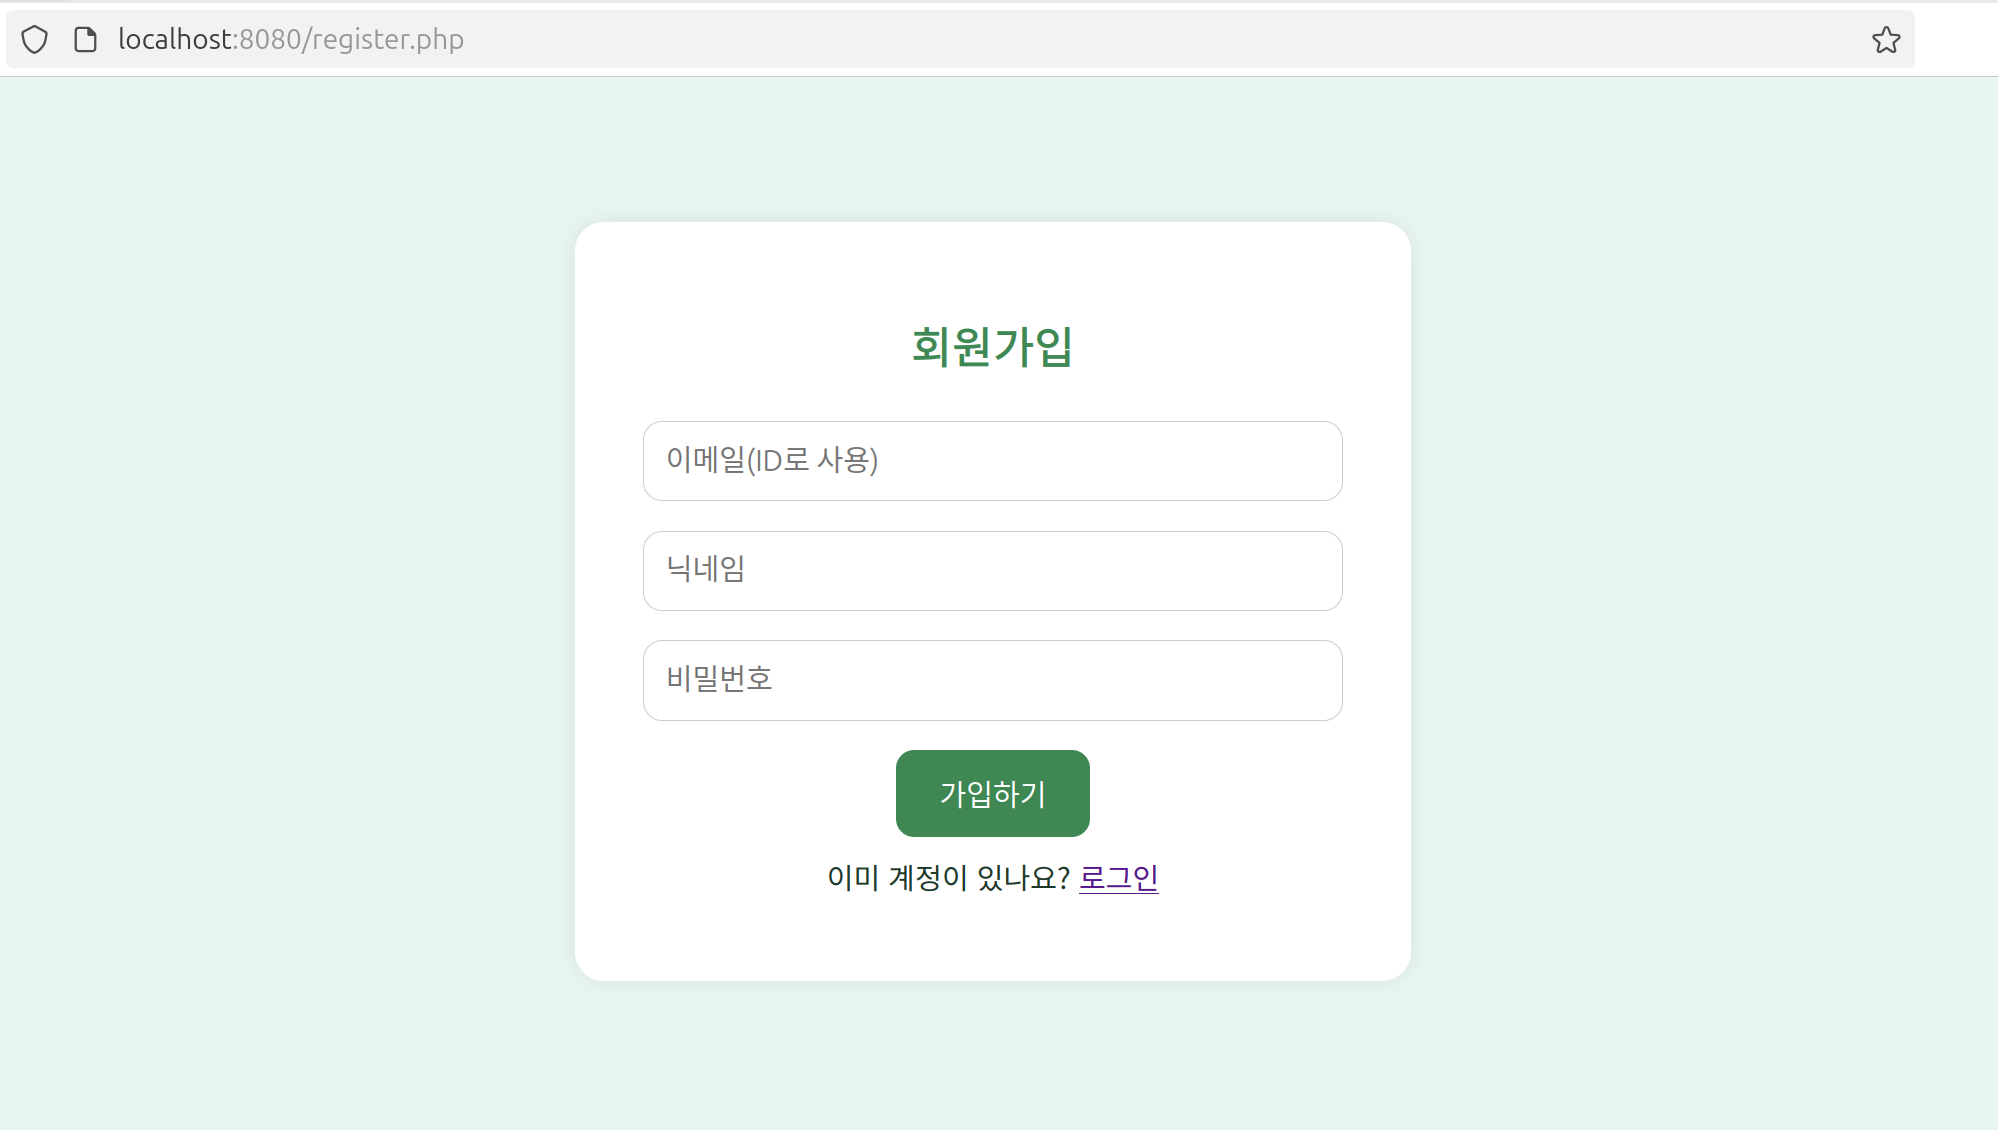 localhost:8080/register.php
회원가입
이메일(ID로 사용)
닉네임
비밀번호
가입하기
이미 계정이 있나요? 로그인